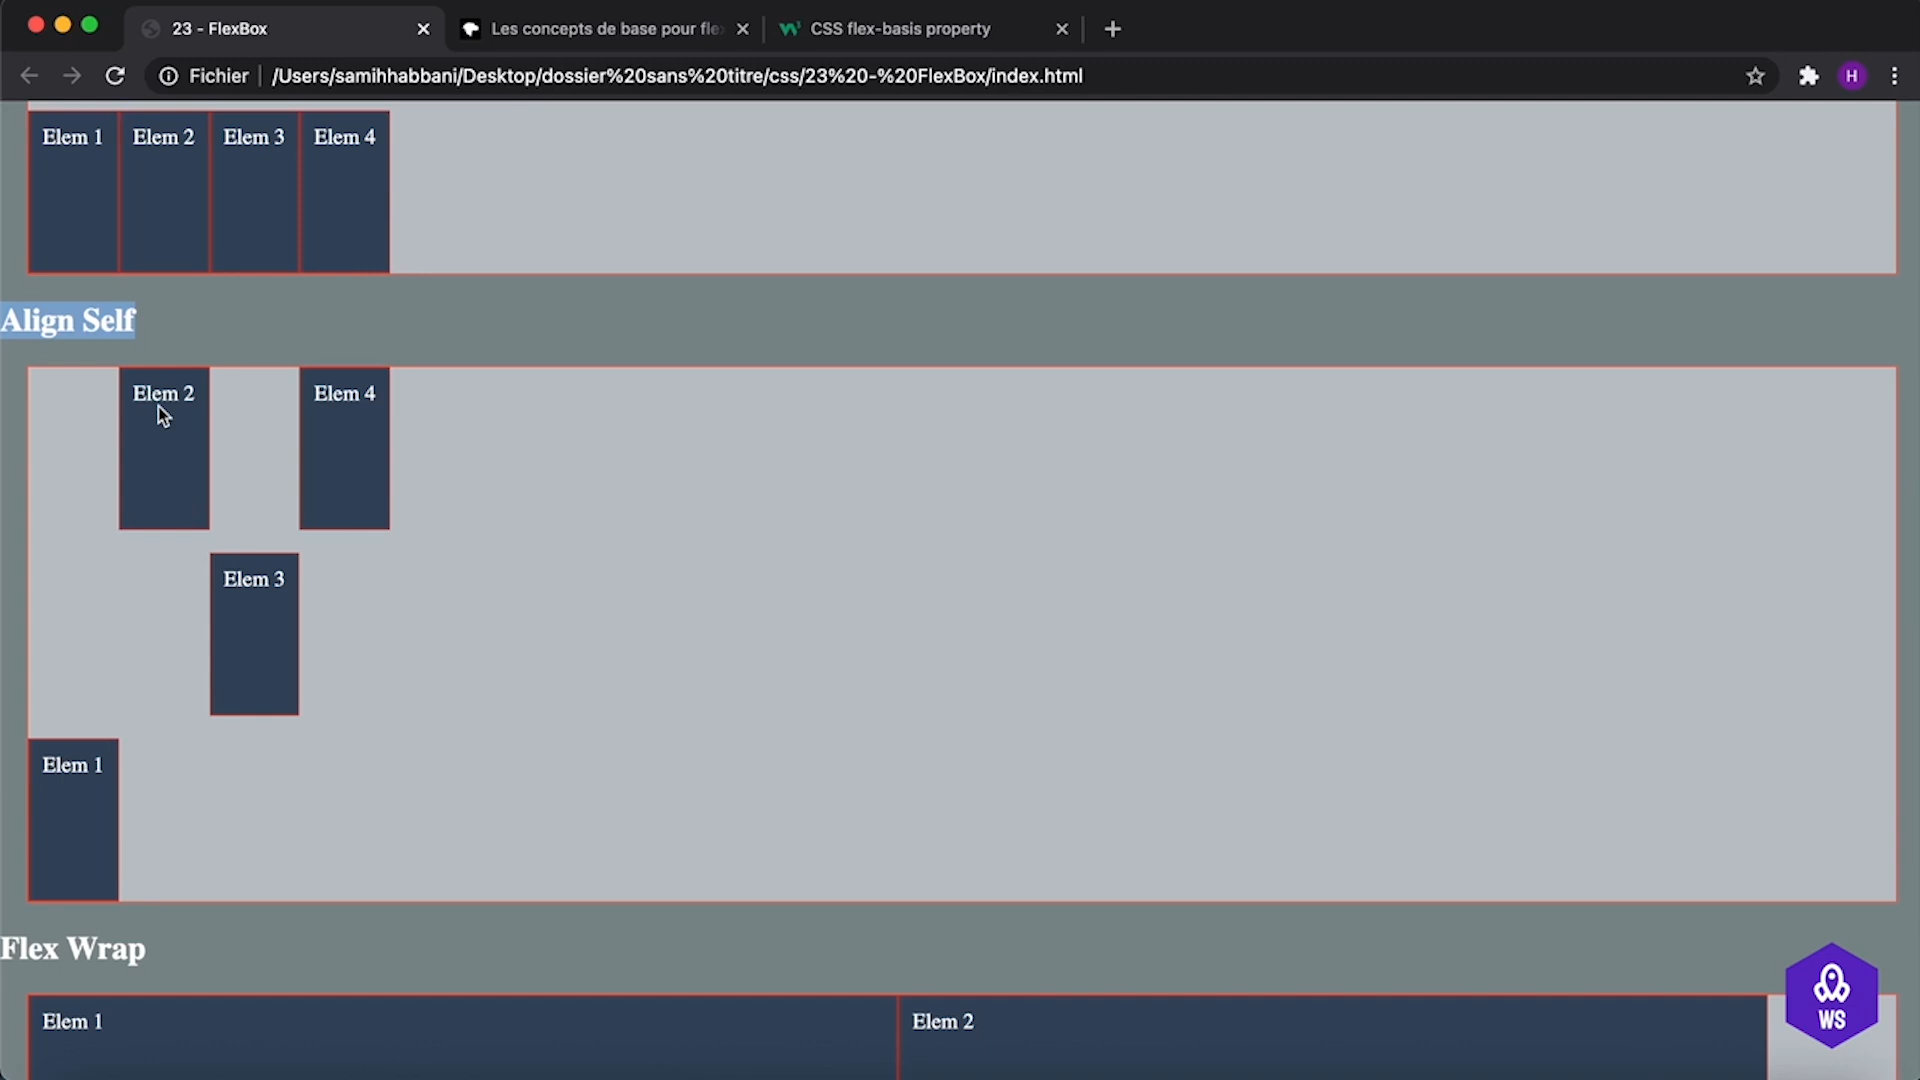 23 - FlexBox
Les concepts de base pour fle
CSS flex-basis property
Fichier
/Users/samihhabbani/Desktop/dossier%20sans%20titre/css/23%20-%20FlexBox/index.html
H
Elem 1 Elem 2 Elem 3 Elem 4
Align Self
Elem 2 Elem 4
Elem 3
Elem 1
Flex Wrap
Elem 1 Elem 2
WS